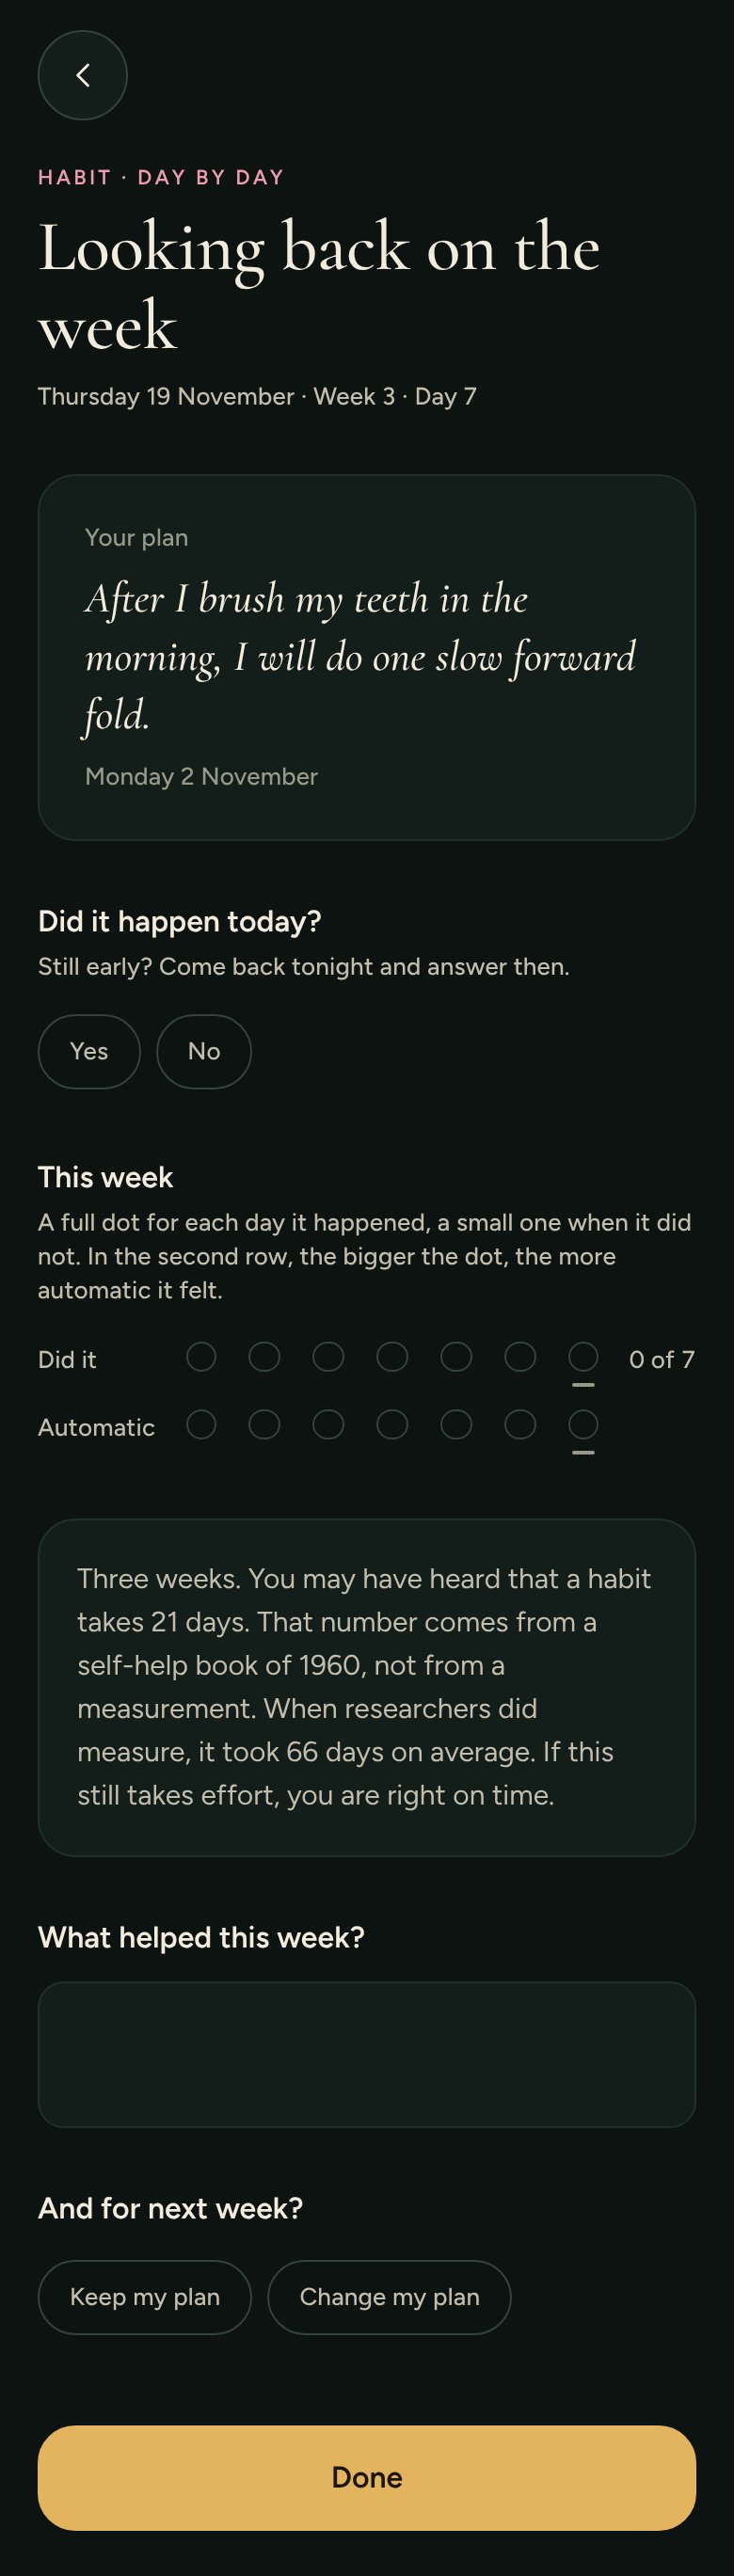 HABIT · DAY BY DAY
Looking back on the
week
Thursday 19 November · Week 3 · Day 7
Your plan
After I brush my teeth in the
morning, I will do one slow forward
fold.
Monday 2 November
Did it happen today?
Still early? Come back tonight and answer then.
Yes No
This week
A full dot for each day it happened, a small one when it did
not. In the second row, the bigger the dot, the more
automatic it felt.
Did it 0 of 7
Automatic
Three weeks. You may have heard that a habit
takes 21 days. That number comes from a
self-help book of 1960, not from a
measurement. When researchers did
measure, it took 66 days on average. If this
still takes effort, you are right on time.
What helped this week?
And for next week?
Keep my plan Change my plan
Done